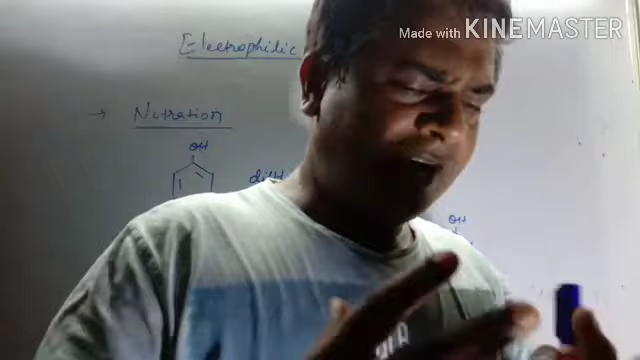 Made with KINEMASTER
Electrophilic
→ Nitration
OH
dil H
OH